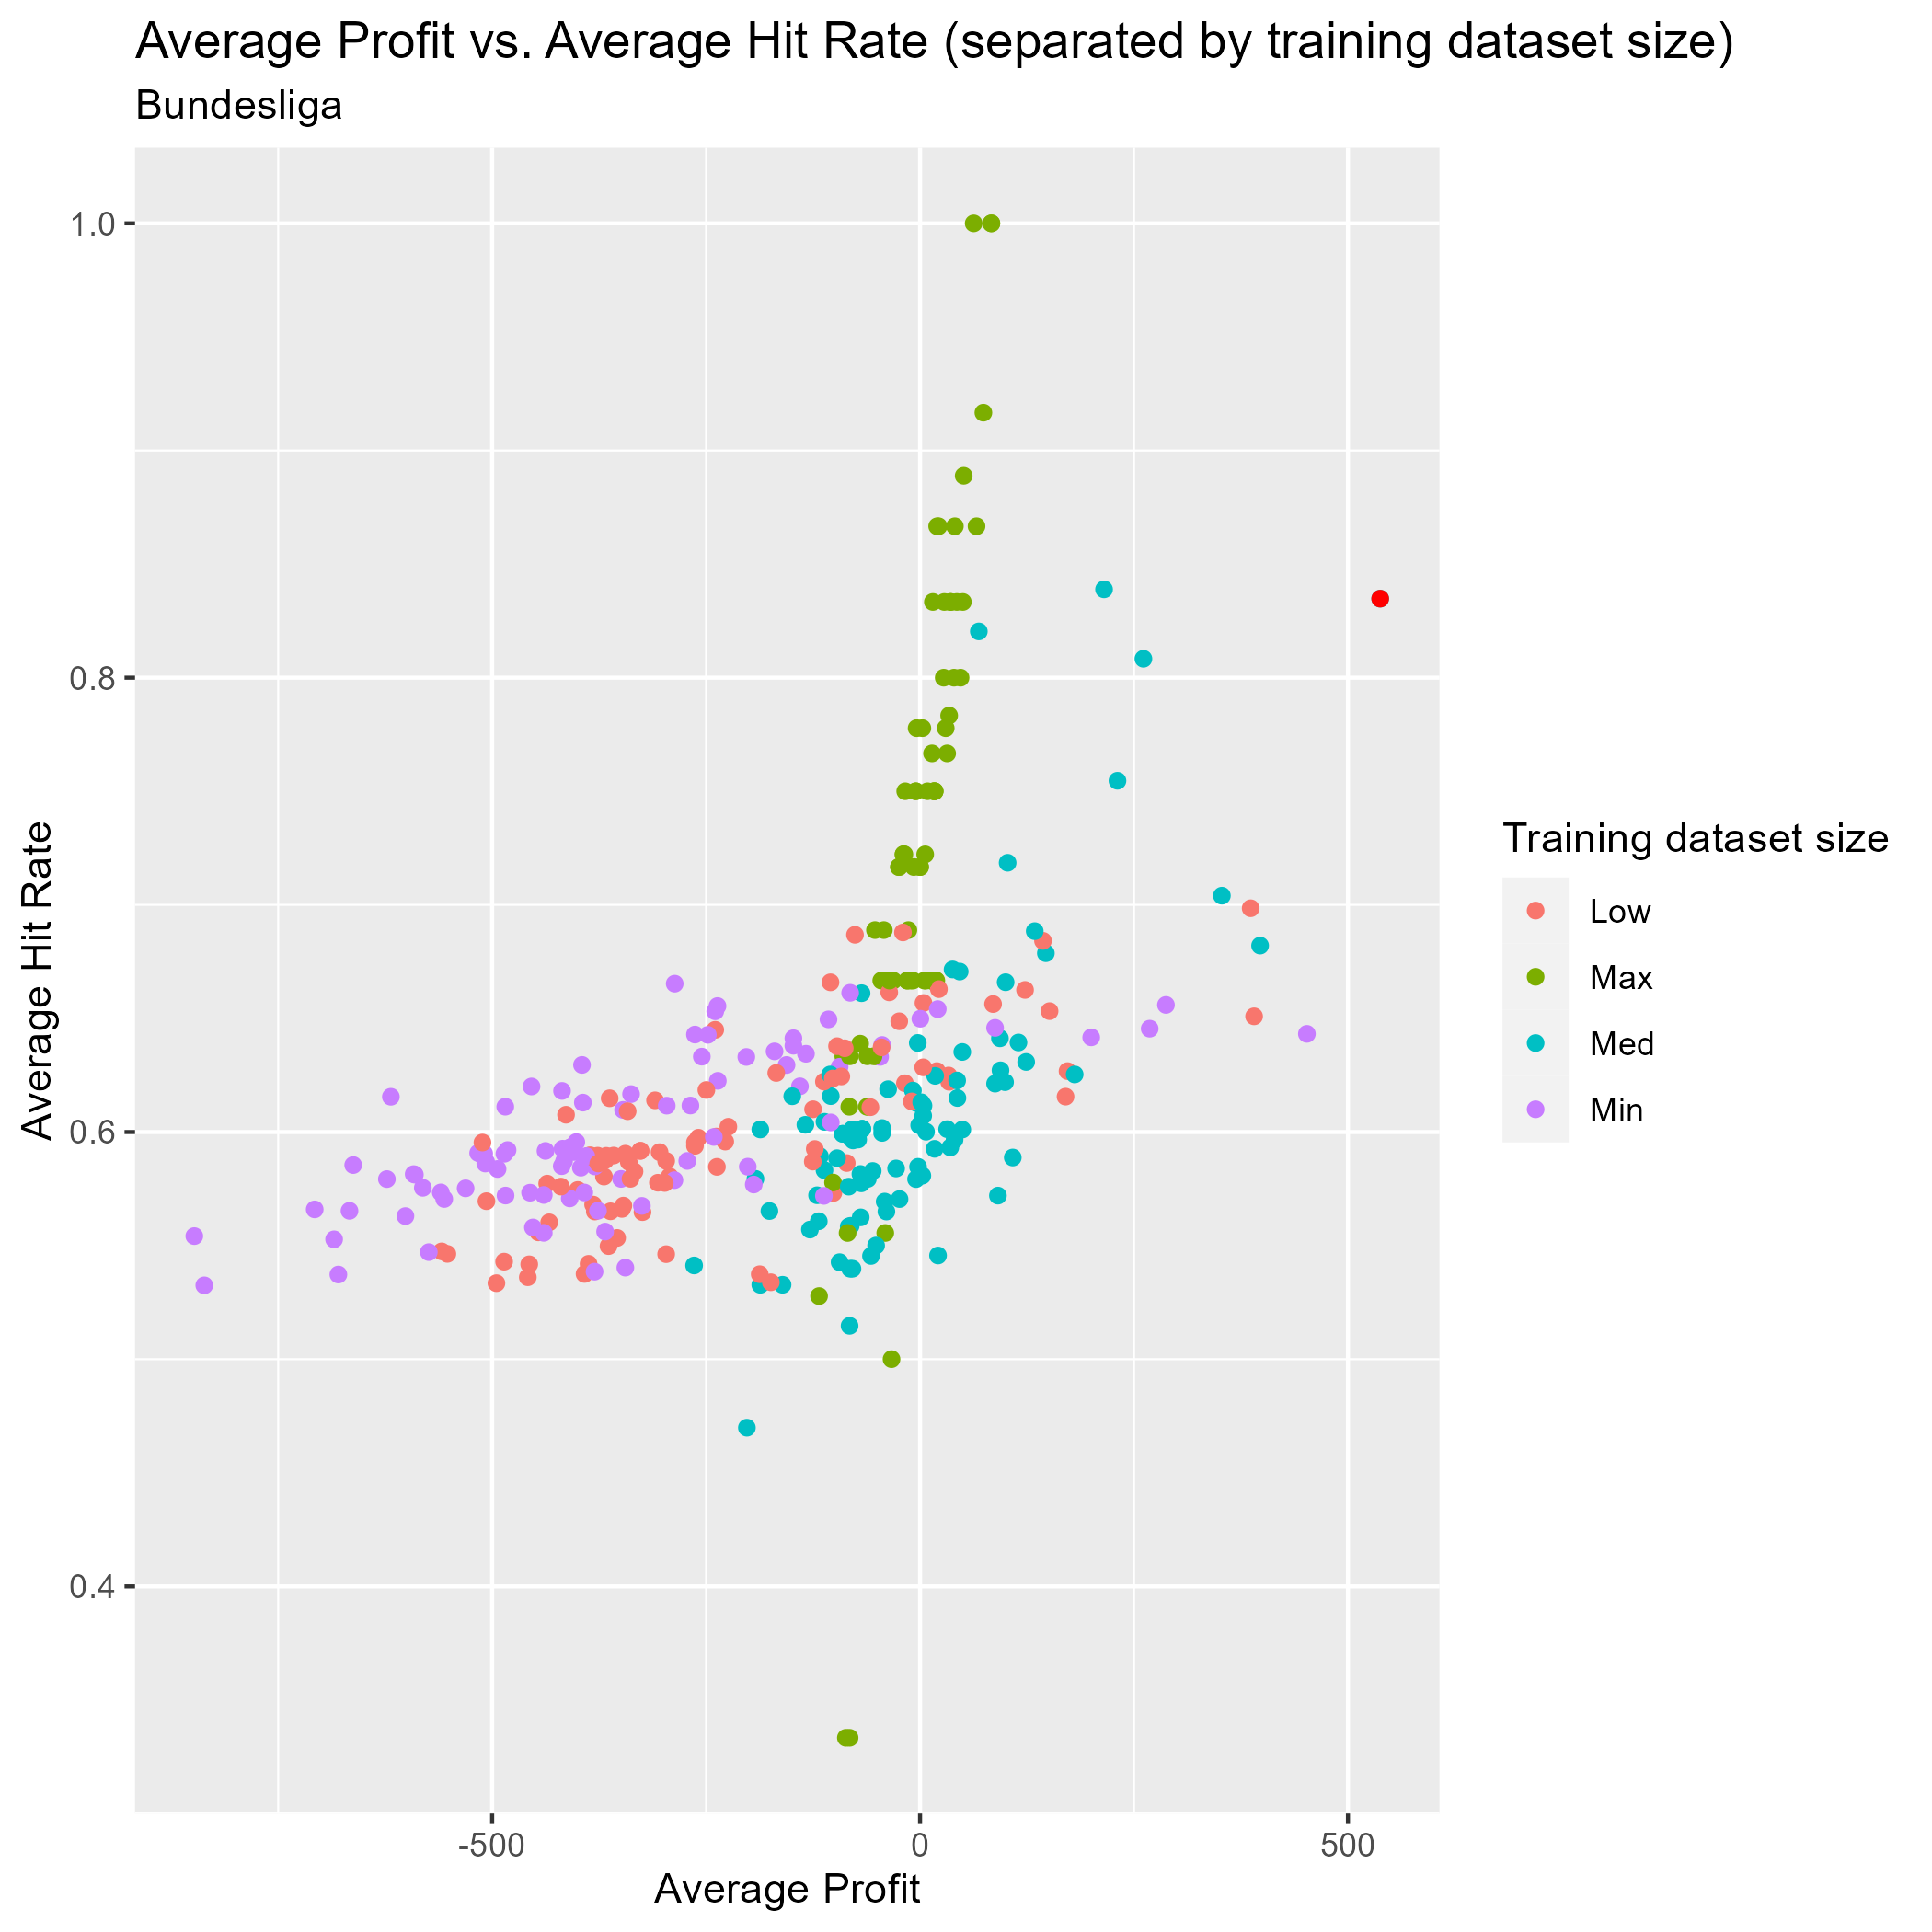 Average Profit vs. Average Hit Rate (separated by training dataset size)
Bundesliga
1.0
0.8
0.6
0.4
Average Hit Rate
-500
0
500
Average Profit
Training dataset size
Low
Max
Med
Min